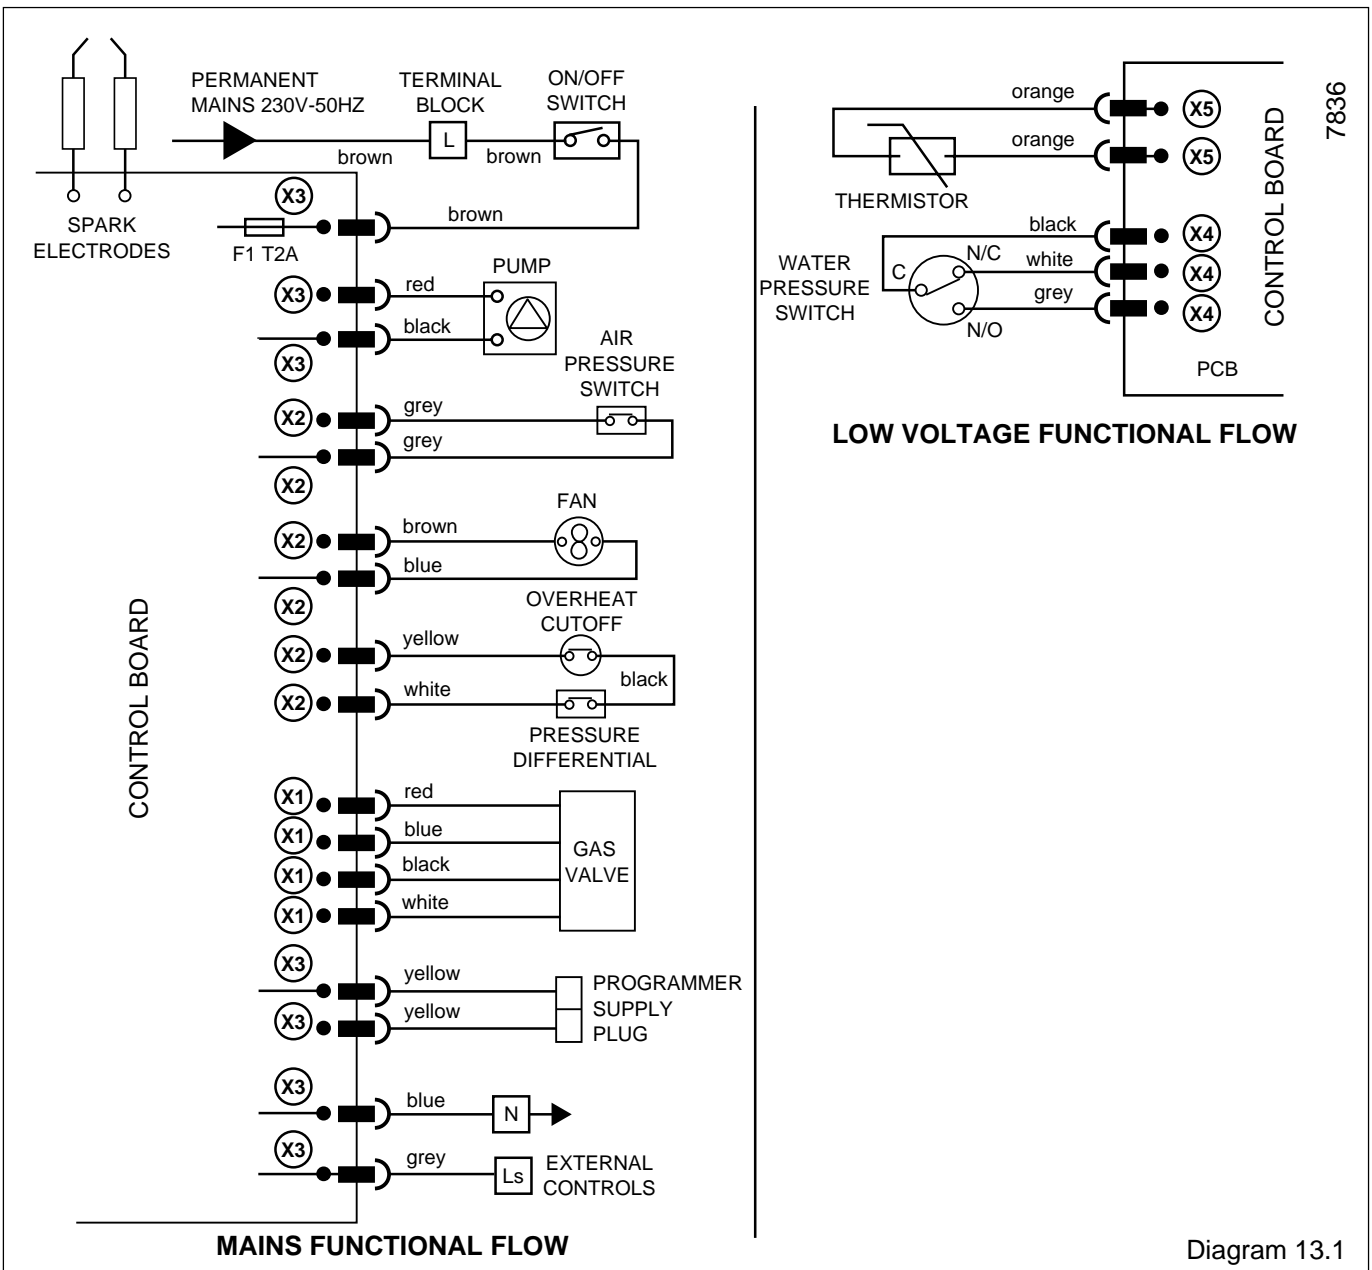 PERMANENT
MAINS 230V-50HZ
TERMINAL
BLOCK
ON/OFF
SWITCH
L
brown
brown
brown
SPARK
ELECTRODES
X3
F1 T2A
X3
red
PUMP
black
X3
AIR
PRESSURE
SWITCH
X2
grey
grey
X2
FAN
X2
brown
blue
X2
OVERHEAT
CUTOFF
X2
yellow
black
X2
white
PRESSURE
DIFFERENTIAL
CONTROL BOARD
X1
red
X1
blue
X1
black
X1
white
GAS
VALVE
X3
yellow
X3
yellow
PROGRAMMER
SUPPLY
PLUG
X3
blue
N
X3
grey
Ls
EXTERNAL
CONTROLS
MAINS FUNCTIONAL FLOW
orange
X5
orange
X5
THERMISTOR
black
X4
WATER
PRESSURE
SWITCH
C
N/C
white
X4
grey
X4
N/O
PCB
CONTROL BOARD
7836
LOW VOLTAGE FUNCTIONAL FLOW
Diagram 13.1